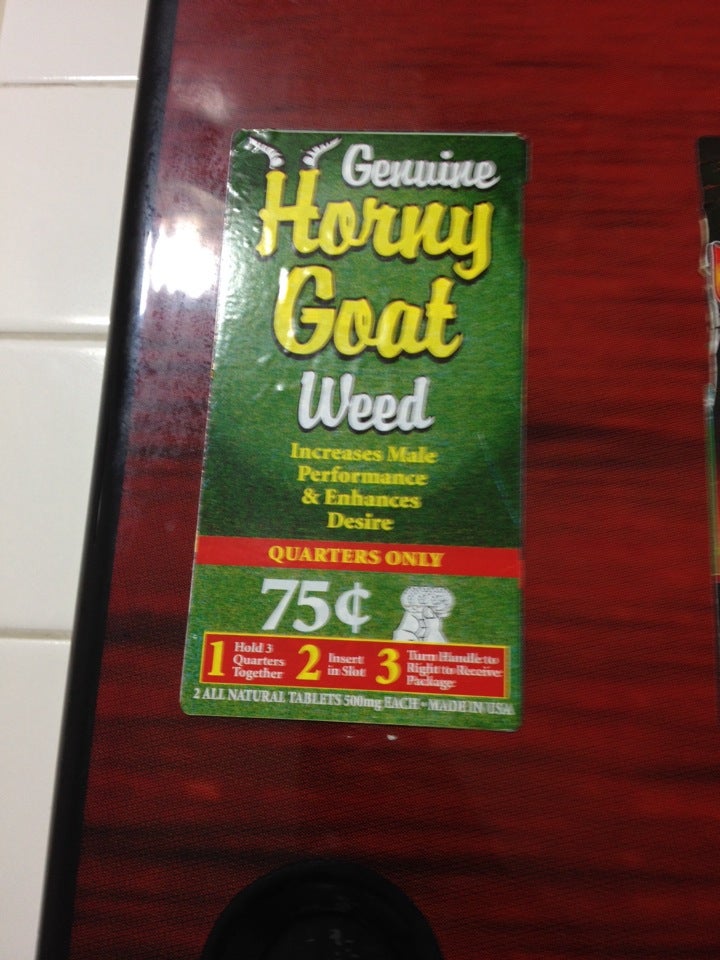 Genuine
Horny
Goat
Weed
Increases Male
Performance
& Enhances
Desire
QUARTERS ONLY
75¢
1 Hold 3
Quarters
Together
2 Insert
in Slot
3 Turn Handle to
Right to Receive
Package
2 ALL NATURAL TABLETS 500mg EACH - MADE IN USA